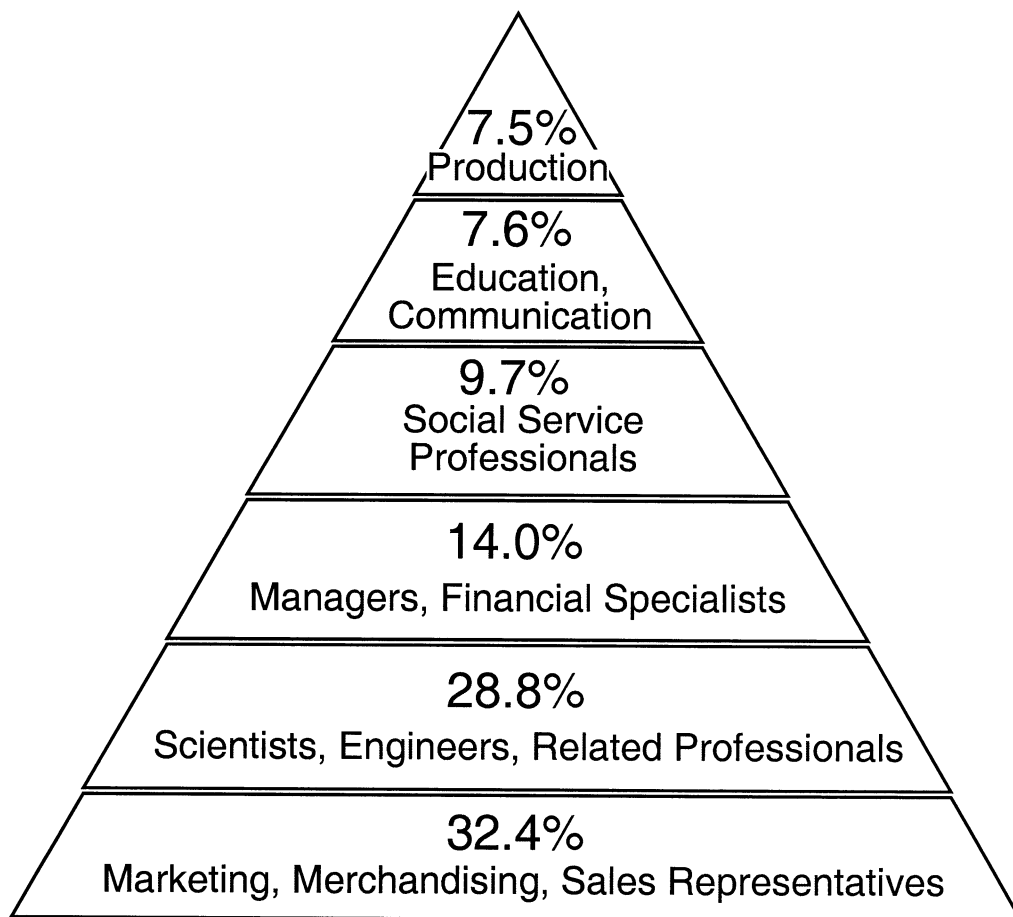 7.5%
Production
7.6%
Education,
Communication
9.7%
Social Service
Professionals
14.0%
Managers, Financial Specialists
28.8%
Scientists, Engineers, Related Professionals
32.4%
Marketing, Merchandising, Sales Representatives